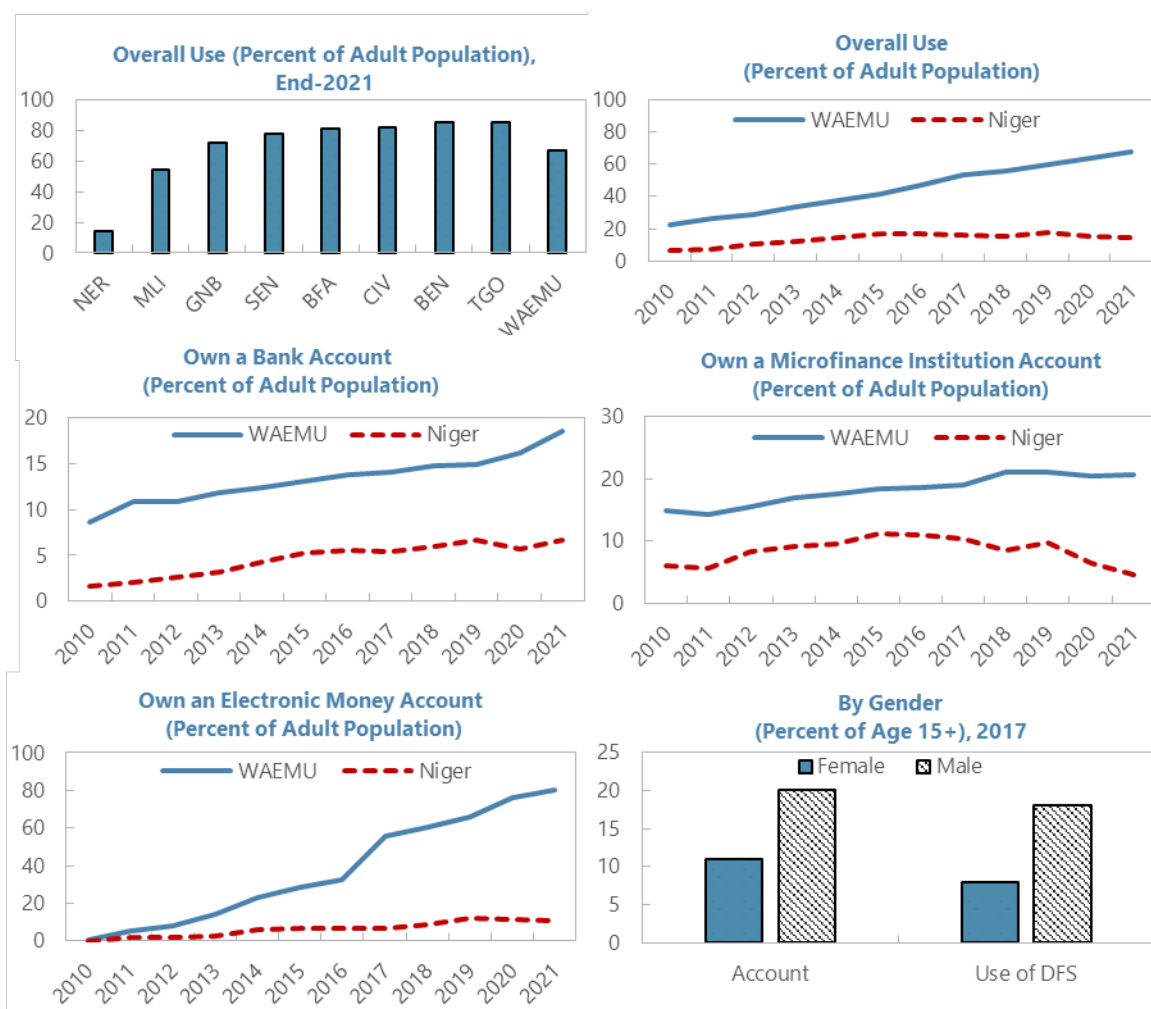 Overall Use (Percent of Adult Population),
End-2021
100
80
60
40
20
0
NER MLI GNB SEN BFA CIV BEN TGO WAEMU
Overall Use
(Percent of Adult Population)
100
80
60
40
20
0
WAEMU Niger
2010 2011 2012 2013 2014 2015 2016 2017 2018 2019 2020 2021
Own a Bank Account
(Percent of Adult Population)
20
15
10
5
0
WAEMU Niger
2010 2011 2012 2013 2014 2015 2016 2017 2018 2019 2020 2021
Own a Microfinance Institution Account
(Percent of Adult Population)
30
20
10
0
WAEMU Niger
2010 2011 2012 2013 2014 2015 2016 2017 2018 2019 2020 2021
Own an Electronic Money Account
(Percent of Adult Population)
100
80
60
40
20
0
WAEMU Niger
2010 2011 2012 2013 2014 2015 2016 2017 2018 2019 2020 2021
By Gender
(Percent of Age 15+), 2017
25
20
15
10
5
0
Female Male
Account Use of DFS